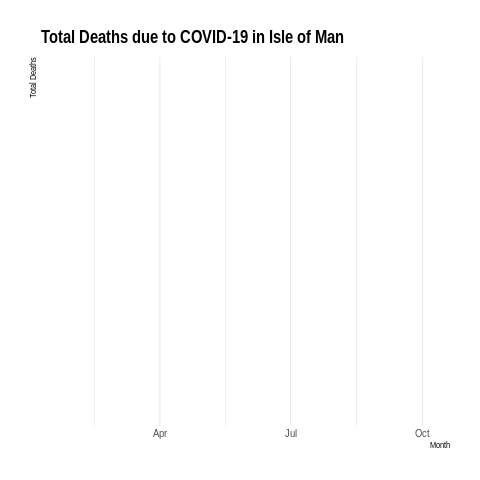 Total Deaths due to COVID-19 in Isle of Man
Total Deaths
Apr
Jul
Oct
Month